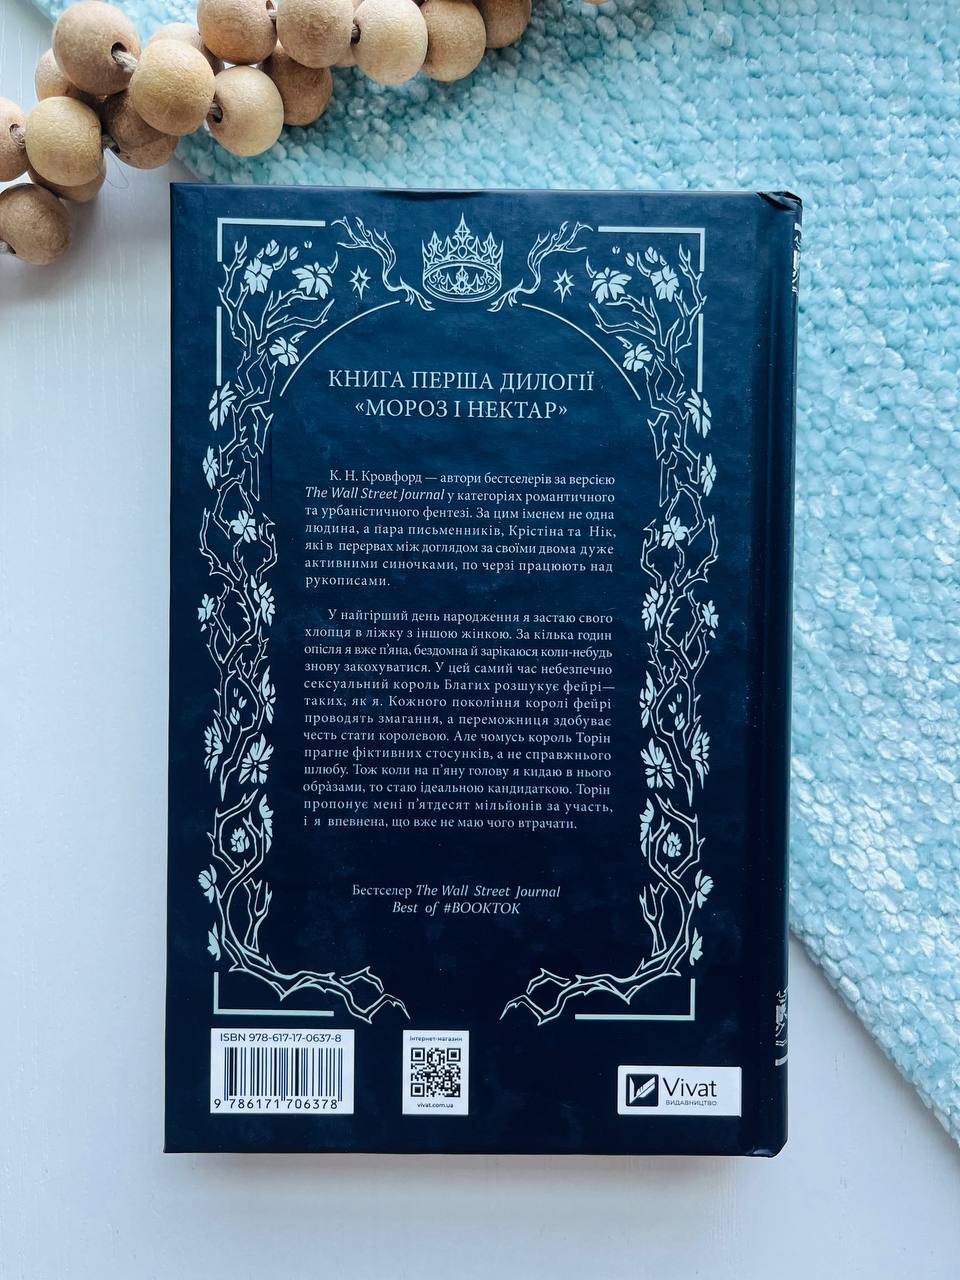 КНИГА ПЕРША ДИЛОГІЇ
«МОРОЗ І НЕКТАР»
К. Н. Кровфорд — автори бестселерів за версією
The Wall Street Journal у категоріях романтичного
та урбаністичного фентезі. За цим іменем не одна
людина, а пара письменників, Крістіна та Нік,
які в перервах між доглядом за своїми двома дуже
активними синочками, по черзі працюють над
рукописами.
У найгірший день народження я застаю свого
хлопця в ліжку з іншою жінкою. За кілька годин
опісля я вже п'яна, бездомна й зарікаюся коли-небудь
знову закохуватися. У цей самий час небезпечно
сексуальний король Благих розшукує фейрі—
таких, як я. Кожного покоління королі фейрі
проводять змагання, а переможниця здобуває
честь стати королевою. Але чомусь король Торін
прагне фіктивних стосунків, а не справжнього
шлюбу. Тож коли на п'яну голову я кидаю в нього
обра́зами, то стаю ідеальною кандидаткою. Торін
пропонує мені п'ятдесят мільйонів за участь,
і я впевнена, що вже не маю чого втрачати.
Бестселер The Wall Street Journal
Best of #BOOKTOK
ISBN 978-617-17-0637-8
9 786171 706378
інтернет-магазин
vivat.com.ua
Vivat
ВИДАВНИЦТВО